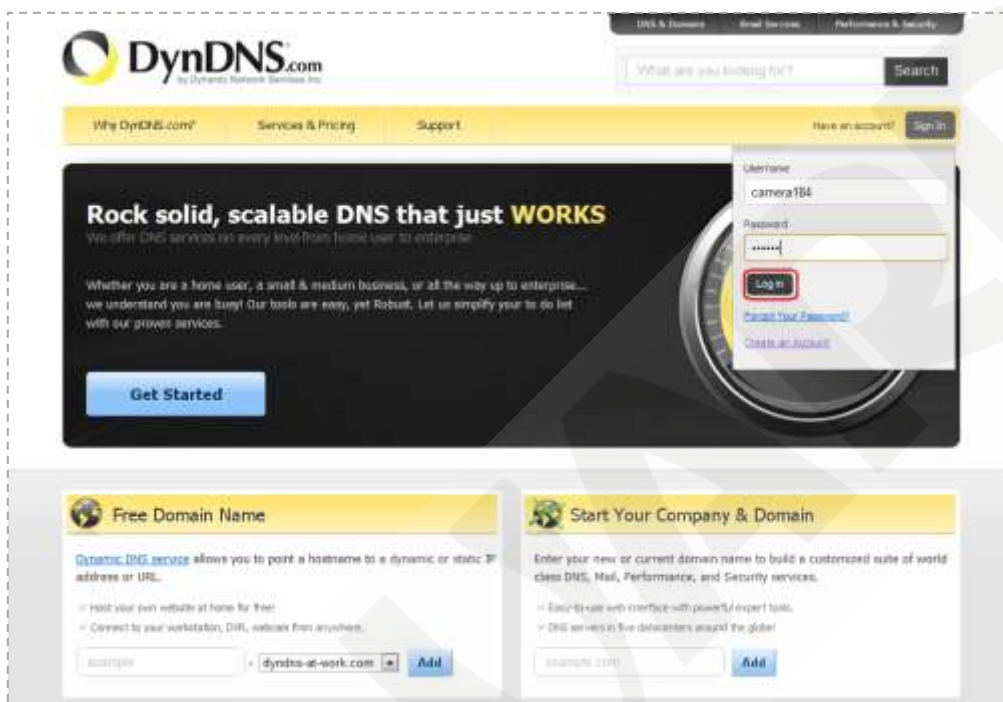 DNS & Domains Email Services Performance & Security
DynDNS.com
by Dynamic Network Services Inc.
What are you looking for? Search
Why DynDNS.com? Services & Pricing Support Have an account? Sign In
Username
camera184
Password
••••••
Log in
Forgot Your Password?
Create an Account
Rock solid, scalable DNS that just WORKS
We offer DNS services on every level from home user to enterprise
Whether you are a home user, a small & medium business, or all the way up to enterprise...
we understand you are busy! Our tools are easy, yet Robust. Let us simplify your to do list
with our proven services.
Get Started
Free Domain Name
Dynamic DNS service allows you to point a hostname to a dynamic or static IP
address or URL.
Host your own website at home for free!
Connect to your workstation, DVR, webcam from anywhere.
example . dyndns-at-work.com Add
Start Your Company & Domain
Enter your new or current domain name to build a customized suite of world
class DNS, Mail, Performance, and Security services.
Easy-to-use web interface with powerful expert tools.
DNS servers in five datacenters around the globe!
example.com Add